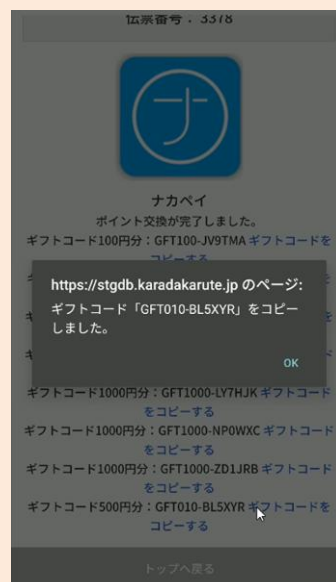 伝票番号：3378
ナ
ナカペイ
ポイント交換が完了しました。
ギフトコード100円分：GFT100-JV9TMA ギフトコードを
コピーする
https://stgdb.karadakarute.jp のページ:
ギフトコード「GFT010-BL5XYR」をコピー
しました。
OK
ギフトコード1000円分：GFT1000-LY7HJK ギフトコード
をコピーする
ギフトコード1000円分：GFT1000-NP0WXC ギフトコード
をコピーする
ギフトコード1000円分：GFT1000-ZD1JRB ギフトコード
をコピーする
ギフトコード500円分：GFT010-BL5XYR ギフトコードを
コピーする
トップへ戻る